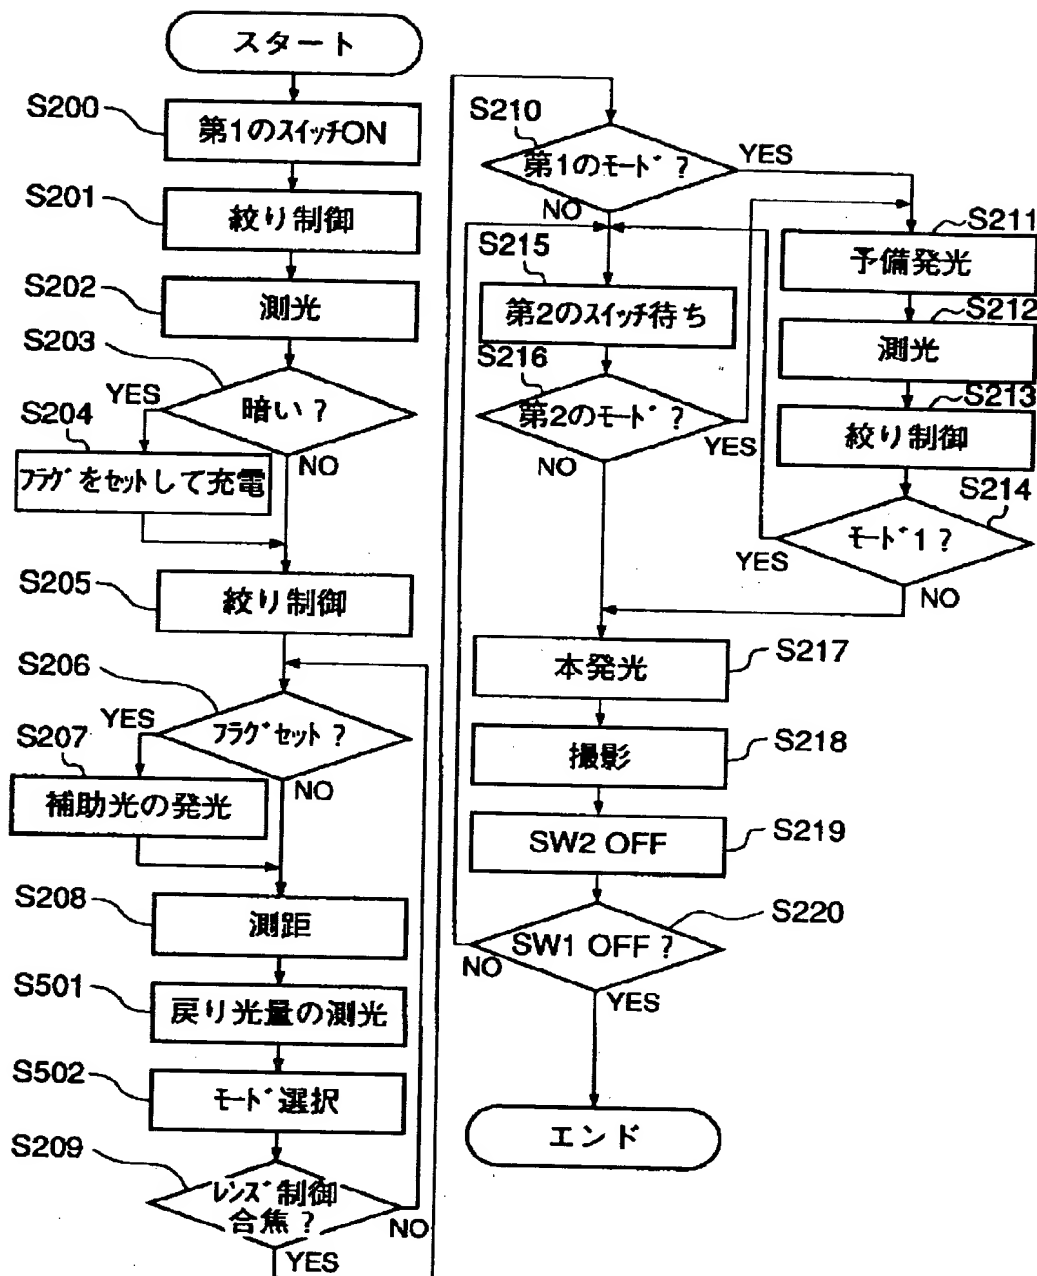 スタート
S200
第1のスイッチON
S201
絞り制御
S202
測光
S203
暗い?
YES
NO
S204
フラグをセットして充電
S205
絞り制御
S206
フラグセット?
YES
NO
S207
補助光の発光
S208
測距
S501
戻り光量の測光
S502
モード選択
S209
レンズ制御
合焦?
NO
YES
S210
第1のモード?
YES
NO
S211
予備発光
S212
測光
S213
絞り制御
S214
モード1?
YES
NO
S215
第2のスイッチ待ち
S216
第2のモード?
YES
NO
S217
本発光
S218
撮影
S219
SW2 OFF
S220
SW1 OFF?
NO
YES
エンド